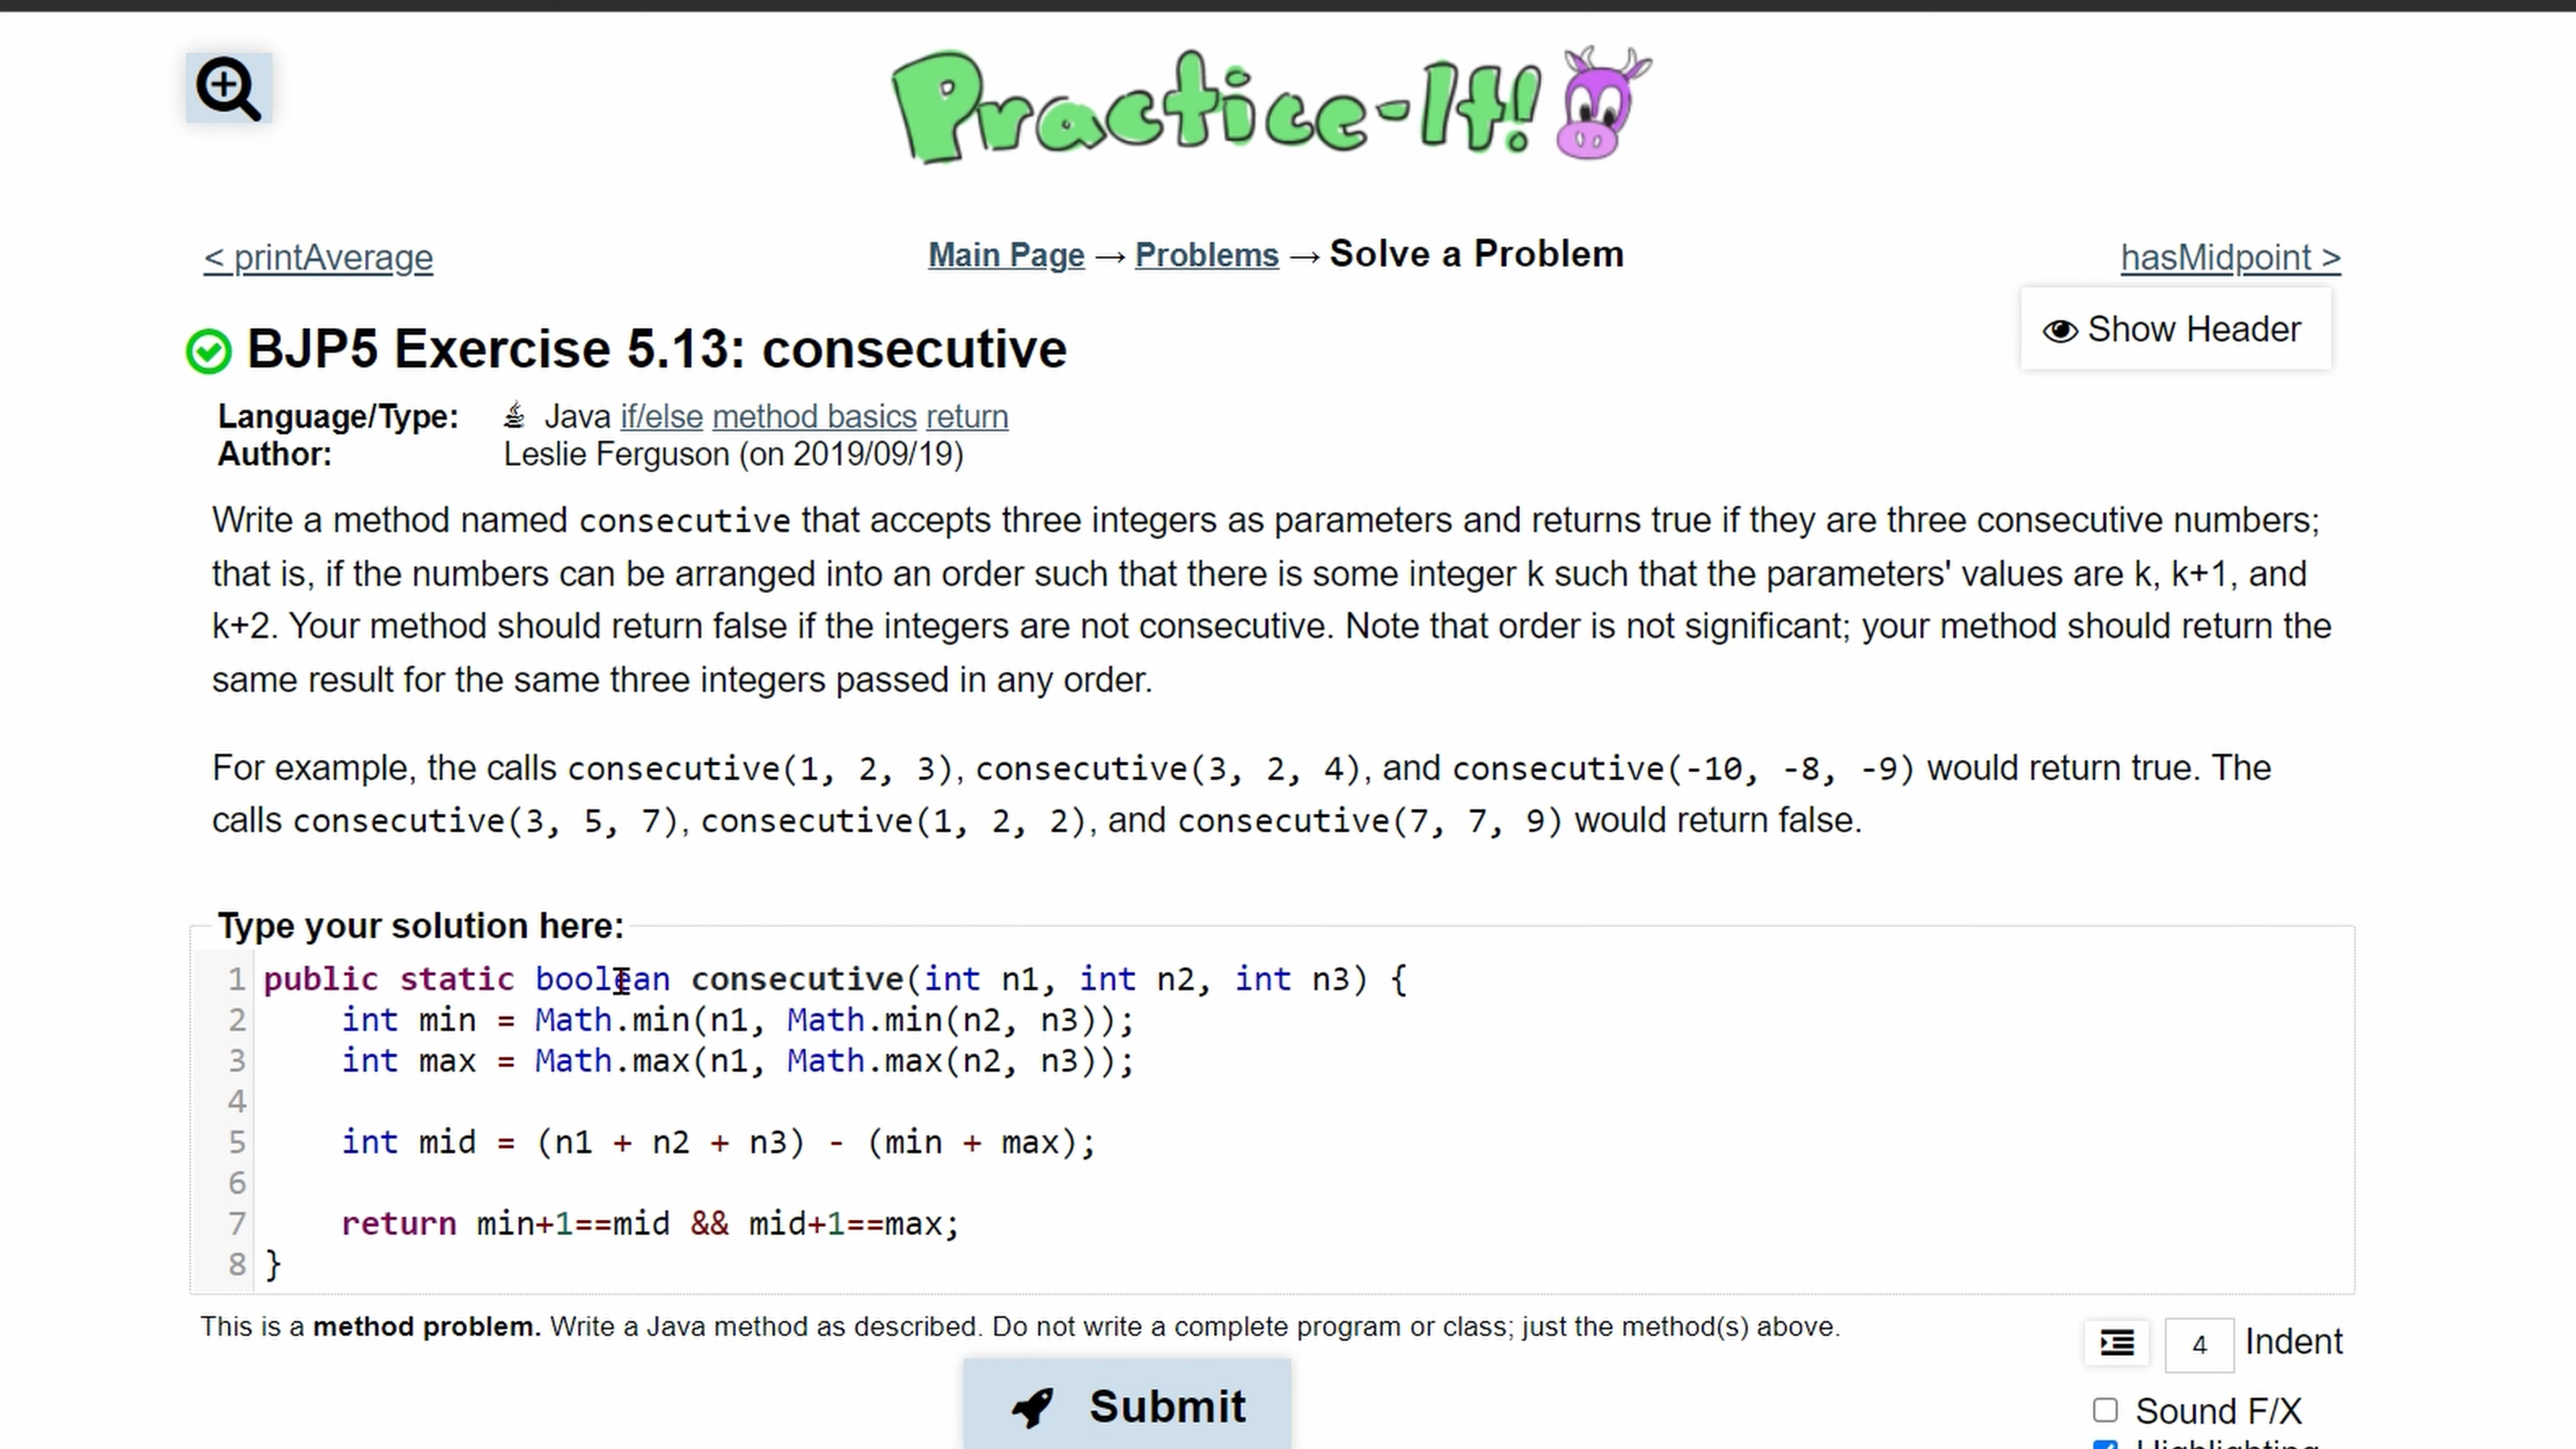 Practice-It!
< printAverage
Main Page → Problems → Solve a Problem
hasMidpoint >
Show Header
BJP5 Exercise 5.13: consecutive
Language/Type: Java if/else method basics return
Author: Leslie Ferguson (on 2019/09/19)
Write a method named consecutive that accepts three integers as parameters and returns true if they are three consecutive numbers;
that is, if the numbers can be arranged into an order such that there is some integer k such that the parameters' values are k, k+1, and
k+2. Your method should return false if the integers are not consecutive. Note that order is not significant; your method should return the
same result for the same three integers passed in any order.
For example, the calls consecutive(1, 2, 3), consecutive(3, 2, 4), and consecutive(-10, -8, -9) would return true. The
calls consecutive(3, 5, 7), consecutive(1, 2, 2), and consecutive(7, 7, 9) would return false.
Type your solution here:
1 public static boolean consecutive(int n1, int n2, int n3) {
2     int min = Math.min(n1, Math.min(n2, n3));
3     int max = Math.max(n1, Math.max(n2, n3));
4
5     int mid = (n1 + n2 + n3) - (min + max);
6
7     return min+1==mid && mid+1==max;
8 }
This is a method problem. Write a Java method as described. Do not write a complete program or class; just the method(s) above.
4 Indent
Submit
Sound F/X
Highlighting